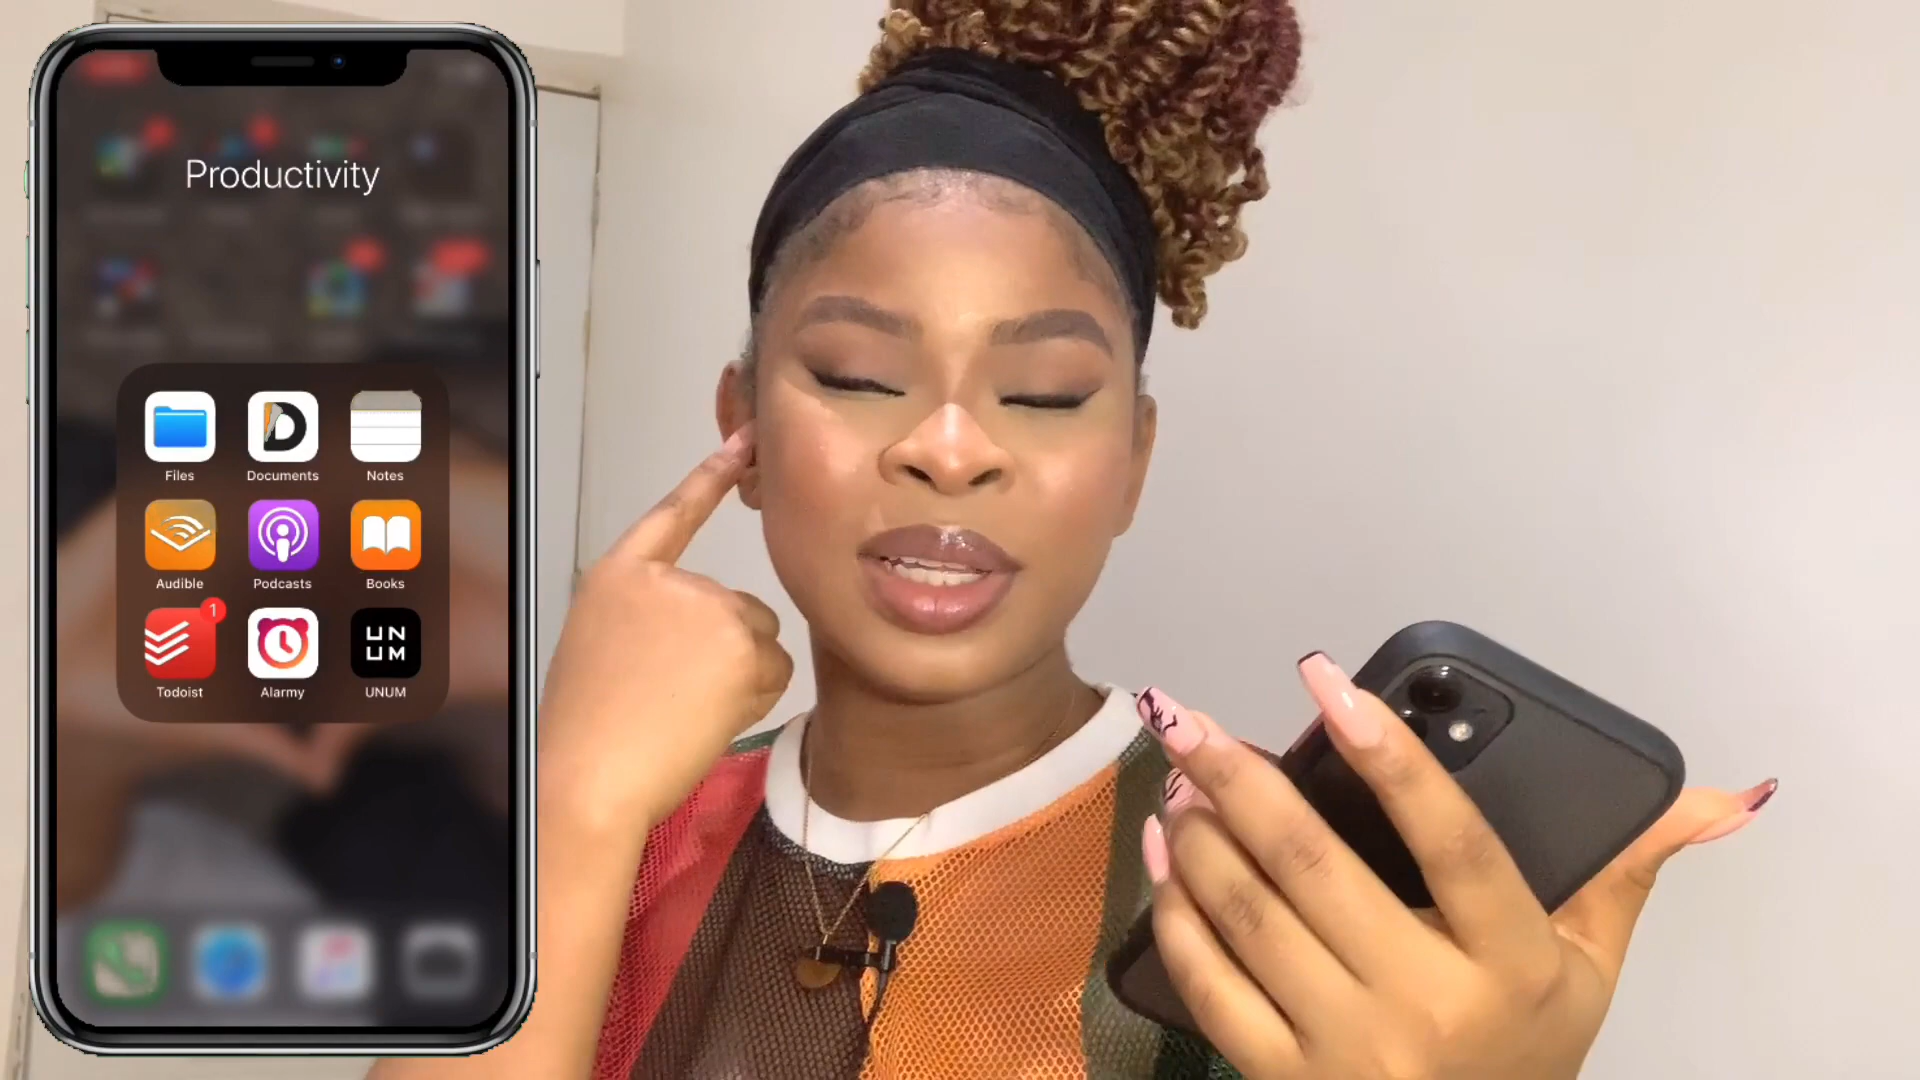 Productivity
Files
Documents
Notes
Audible
Podcasts
Books
1
Todoist
Alarmy
UN
UM
UNUM